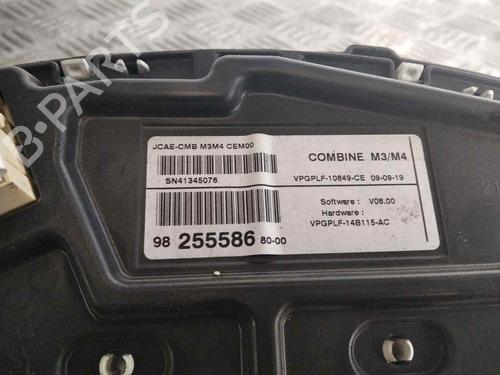 B-PARTS
JCAE-CMB M3M4 CEM00
COMBINE M3/M4
SN41345076
VPGPLF-10849-CE 09-09-19
Software : V08.00
Hardware :
VPGPLF-14B115-AC
98 255586 80-00